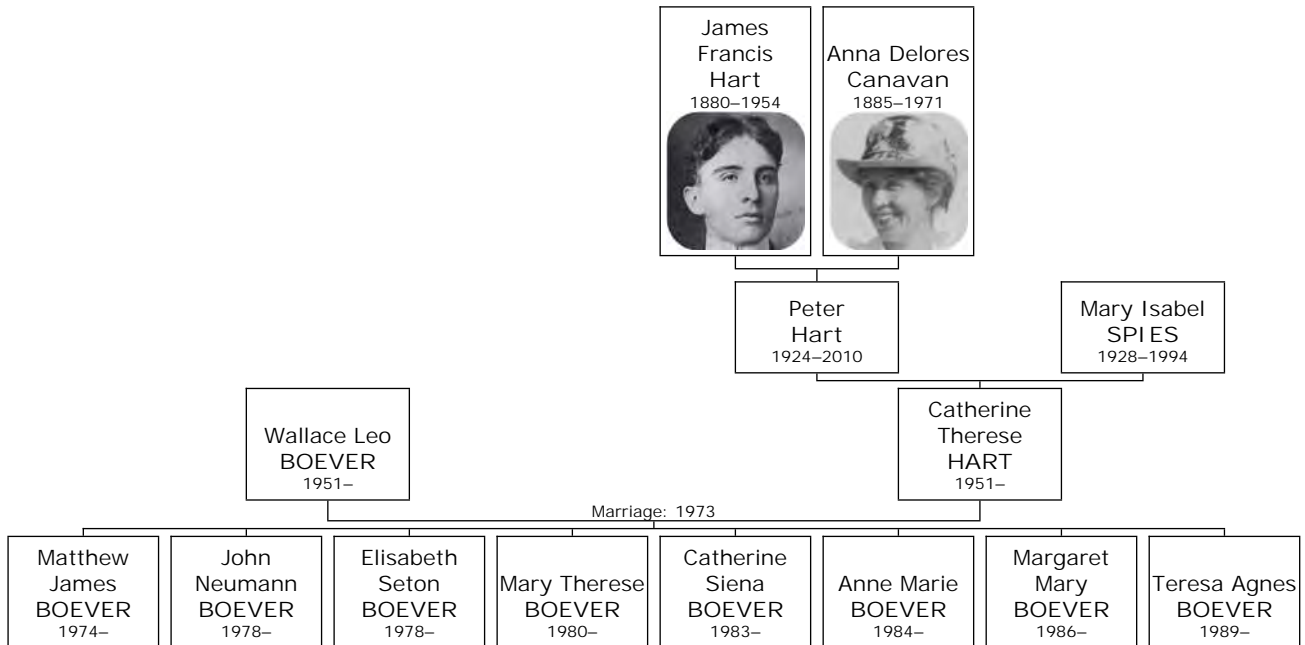 James
Francis
Hart
1880–1954
Anna Delores
Canavan
1885–1971
Peter
Hart
1924–2010
Mary Isabel
SPIES
1928–1994
Wallace Leo
BOEVER
1951–
Catherine
Therese
HART
1951–
Marriage: 1973
Matthew
James
BOEVER
1974–
John
Neumann
BOEVER
1978–
Elisabeth
Seton
BOEVER
1978–
Mary Therese
BOEVER
1980–
Catherine
Siena
BOEVER
1983–
Anne Marie
BOEVER
1984–
Margaret
Mary
BOEVER
1986–
Teresa Agnes
BOEVER
1989–